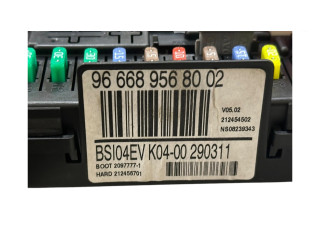 96 668 956 80 02
V05.02
212454502
NS08239343
BSI04EV K04-00 290311
BOOT 2097777-1
HARD 212456701